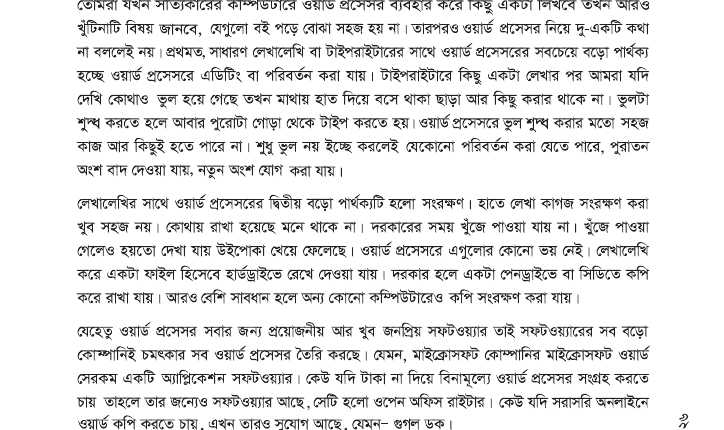 তোমরা যখন সত্যিকারের কম্পিউটারে ওয়ার্ড প্রসেসর ব্যবহার করে কিছু একটা লিখবে তখন আরও
খুঁটিনাটি বিষয় জানবে, যেগুলো বই পড়ে বোঝা সহজ হয় না। তারপরও ওয়ার্ড প্রসেসর নিয়ে দু-একটি কথা
না বললেই নয়। প্রথমত, সাধারণ লেখালেখি বা টাইপরাইটারের সাথে ওয়ার্ড প্রসেসরের সবচেয়ে বড়ো পার্থক্য
হচ্ছে ওয়ার্ড প্রসেসরে এডিটিং বা পরিবর্তন করা যায়। টাইপরাইটারে কিছু একটা লেখার পর আমরা যদি
দেখি কোথাও ভুল হয়ে গেছে তখন মাথায় হাত দিয়ে বসে থাকা ছাড়া আর কিছু করার থাকে না। ভুলটা
শুদ্ধ করতে হলে আবার পুরোটা গোড়া থেকে টাইপ করতে হয়। ওয়ার্ড প্রসেসরে ভুল শুদ্ধ করার মতো সহজ
কাজ আর কিছুই হতে পারে না। শুধু ভুল নয় ইচ্ছে করলেই যেকোনো পরিবর্তন করা যেতে পারে, পুরাতন
অংশ বাদ দেওয়া যায়, নতুন অংশ যোগ করা যায়।
লেখালেখির সাথে ওয়ার্ড প্রসেসরের দ্বিতীয় বড়ো পার্থক্যটি হলো সংরক্ষণ। হাতে লেখা কাগজ সংরক্ষণ করা
খুব সহজ নয়। কোথায় রাখা হয়েছে মনে থাকে না। দরকারের সময় খুঁজে পাওয়া যায় না। খুঁজে পাওয়া
গেলেও হয়তো দেখা যায় উইপোকা খেয়ে ফেলেছে। ওয়ার্ড প্রসেসরে এগুলোর কোনো ভয় নেই। লেখালেখি
করে একটা ফাইল হিসেবে হার্ডড্রাইভে রেখে দেওয়া যায়। দরকার হলে একটা পেনড্রাইভে বা সিডিতে কপি
করে রাখা যায়। আরও বেশি সাবধান হলে অন্য কোনো কম্পিউটারেও কপি সংরক্ষণ করা যায়।
যেহেতু ওয়ার্ড প্রসেসর সবার জন্য প্রয়োজনীয় আর খুব জনপ্রিয় সফটওয়্যার তাই সফটওয়্যারের সব বড়ো
কোম্পানিই চমৎকার সব ওয়ার্ড প্রসেসর তৈরি করছে। যেমন, মাইক্রোসফট কোম্পানির মাইক্রোসফট ওয়ার্ড
সেরকম একটি অ্যাপ্লিকেশন সফটওয়্যার। কেউ যদি টাকা না দিয়ে বিনামূল্যে ওয়ার্ড প্রসেসর সংগ্রহ করতে
চায় তাহলে তার জন্যেও সফটওয়্যার আছে, সেটি হলো ওপেন অফিস রাইটার। কেউ যদি সরাসরি অনলাইনে
ওয়ার্ড কপি করতে চায়, এখন তারও সুযোগ আছে, যেমন– গুগল ডক।